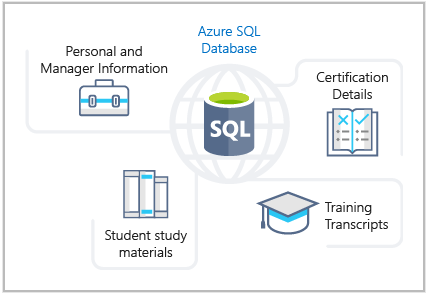 Azure SQL
Database
Personal and
Manager Information
Certification
Details
SQL
Student study
materials
Training
Transcripts